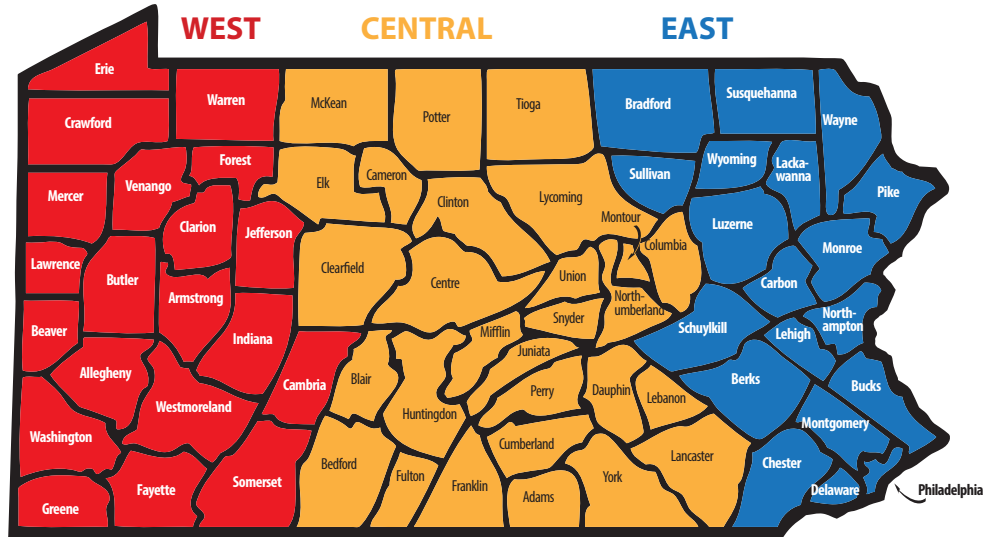 WEST CENTRAL EAST
Erie
Warren
McKean
Potter
Tioga
Bradford
Susquehanna
Wayne
Crawford
Forest
Venango
Mercer
Elk
Cameron
Clinton
Lycoming
Sullivan
Wyoming
Lacka-
wanna
Pike
Clarion
Jefferson
Montour
Columbia
Luzerne
Monroe
Lawrence
Butler
Armstrong
Clearfield
Centre
Union
North-
umberland
Carbon
Beaver
Indiana
Mifflin
Snyder
Schuylkill
Lehigh
North-
ampton
Allegheny
Cambria
Blair
Juniata
Perry
Dauphin
Lebanon
Berks
Bucks
Westmoreland
Huntingdon
Washington
Cumberland
Montgomery
Somerset
Bedford
Fulton
Franklin
Adams
York
Lancaster
Chester
Delaware
Philadelphia
Greene
Fayette